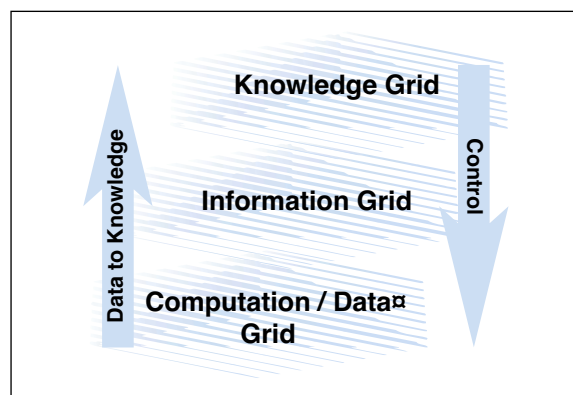 Knowledge Grid
Data to Knowledge
Control
Information Grid
Computation / Data¤
Grid